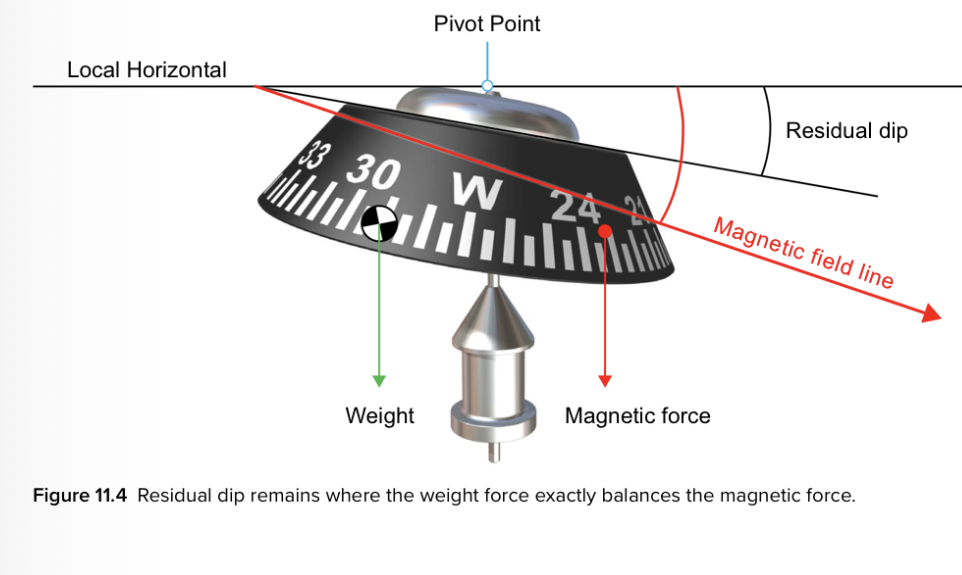 Pivot Point
Local Horizontal
Residual dip
33 30 W 24 21
Magnetic field line
Weight
Magnetic force
Figure 11.4 Residual dip remains where the weight force exactly balances the magnetic force.